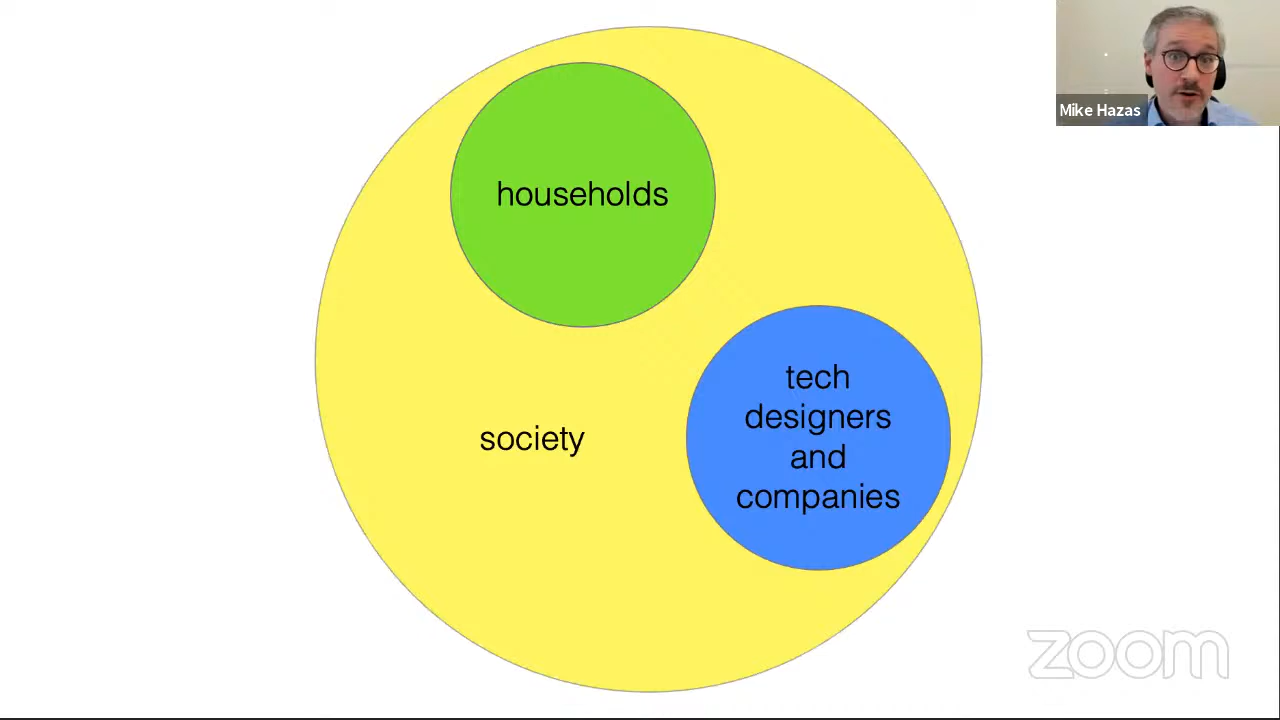 Mike Hazas
households
tech
designers
and
companies
society
zoom